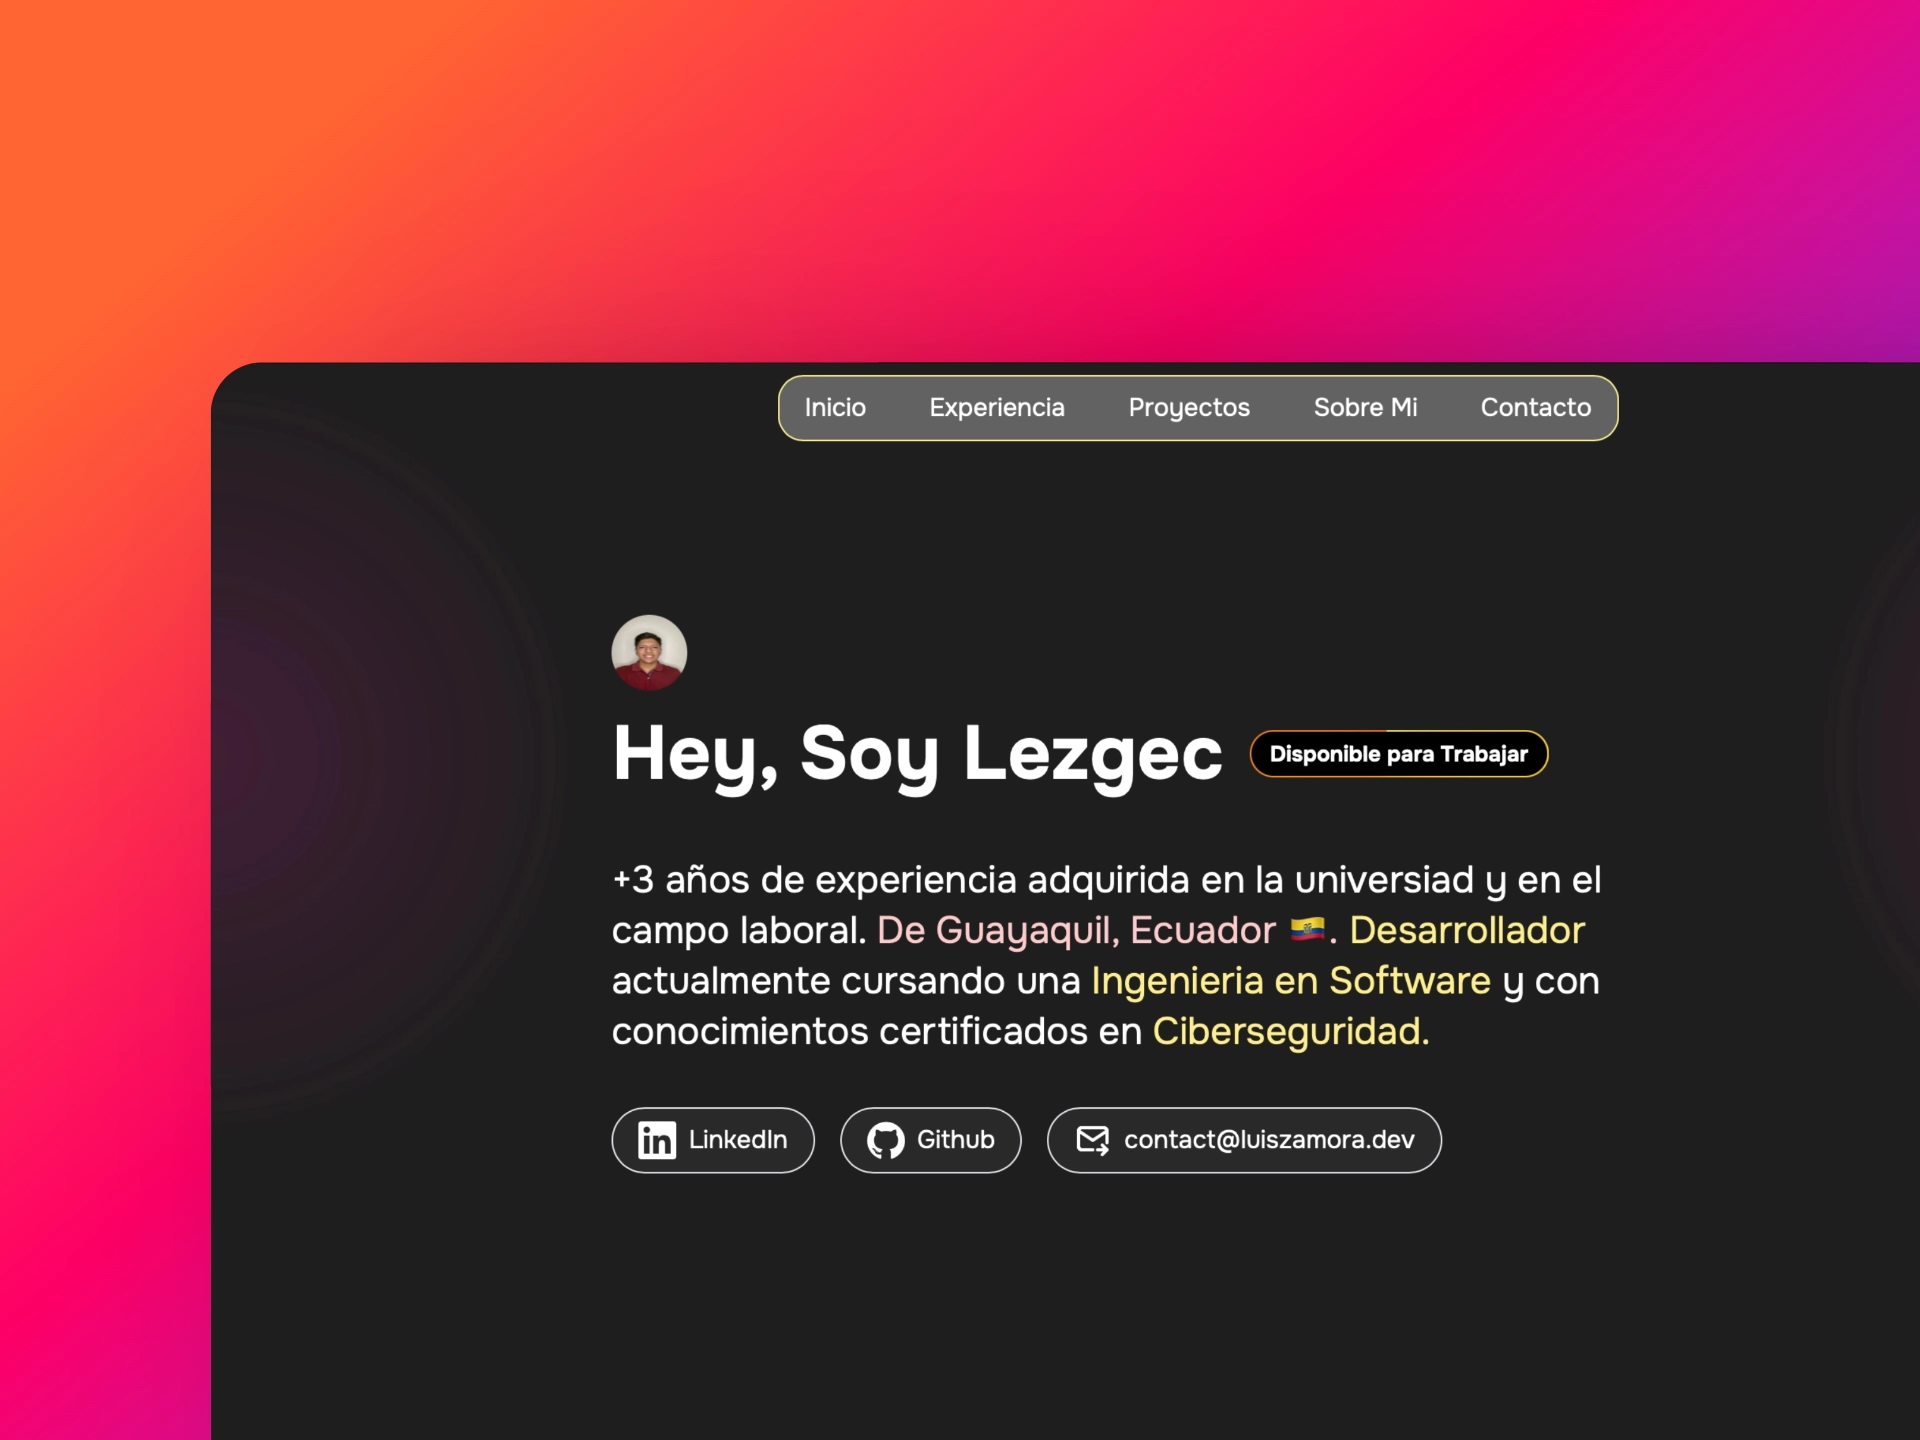 Inicio Experiencia Proyectos Sobre Mi Contacto
Hey, Soy Lezgec Disponible para Trabajar
+3 años de experiencia adquirida en la universiad y en el
campo laboral. De Guayaquil, Ecuador 🇪🇨. Desarrollador
actualmente cursando una Ingenieria en Software y con
conocimientos certificados en Ciberseguridad.
LinkedIn Github contact@luiszamora.dev